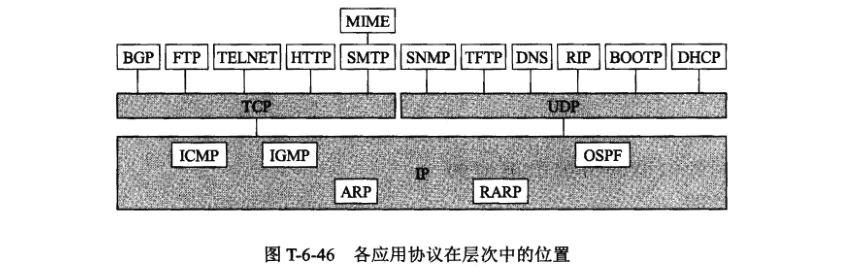 MIME
BGP FTP TELNET HTTP SMTP SNMP TFTP DNS RIP BOOTP DHCP
TCP UDP
ICMP IGMP OSPF
IP
ARP RARP
图 T-6-46 各应用协议在层次中的位置